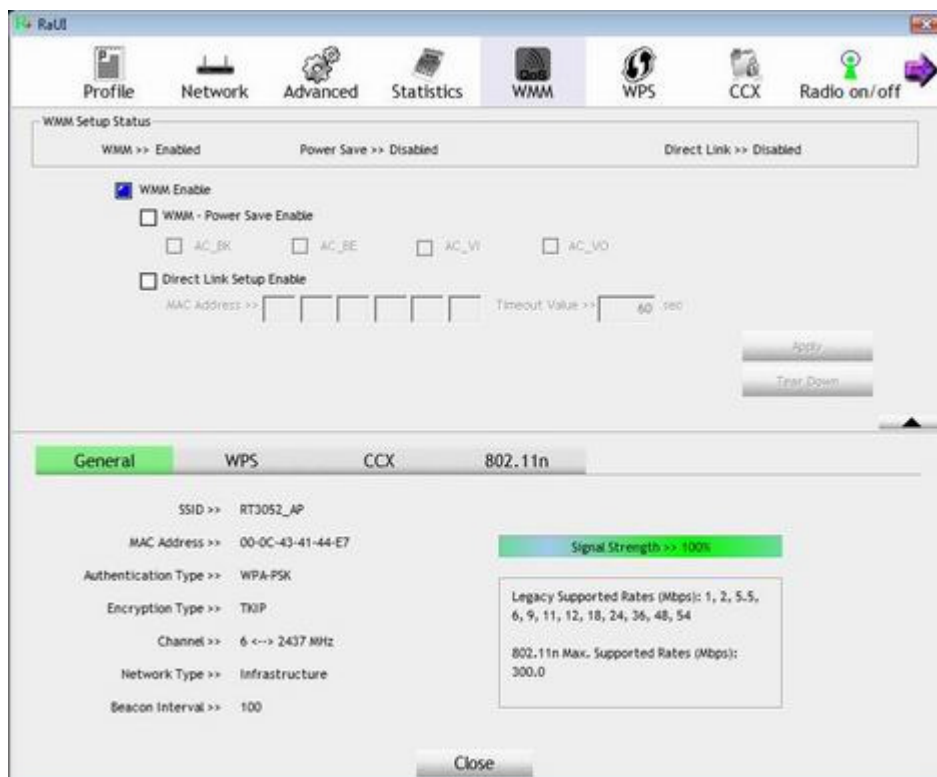 RaUI
Profile Network Advanced Statistics QoS WMM WPS CCX Radio on/off
WMM Setup Status
WMM >> Enabled Power Save >> Disabled Direct Link >> Disabled
WMM Enable
WMM - Power Save Enable
AC_BK AC_BE AC_VI AC_VO
Direct Link Setup Enable
MAC Address >> Timeout Value >> 60 sec
Apply
Tear Down
General WPS CCX 802.11n
SSID >> RT3052_AP
MAC Address >> 00-0C-43-41-44-E7
Signal Strength >> 100%
Authentication Type >> WPA-PSK
Legacy Supported Rates (Mbps): 1, 2, 5.5,
Encryption Type >> TKIP
6, 9, 11, 12, 18, 24, 36, 48, 54
Channel >> 6 <--> 2437 MHz
802.11n Max. Supported Rates (Mbps):
Network Type >> Infrastructure
300.0
Beacon Interval >> 100
Close